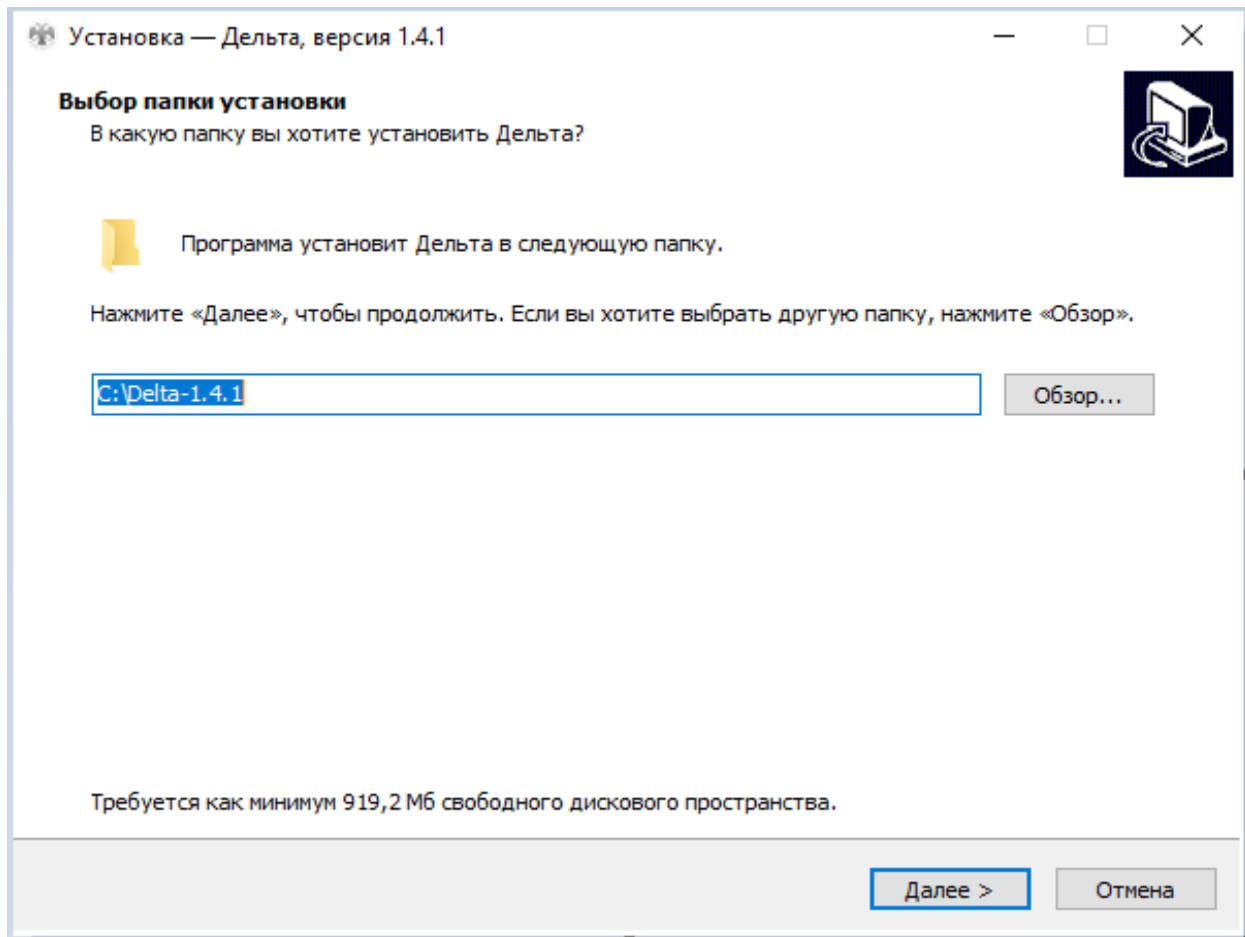 Установка — Дельта, версия 1.4.1
Выбор папки установки
В какую папку вы хотите установить Дельта?
Программа установит Дельта в следующую папку.
Нажмите «Далее», чтобы продолжить. Если вы хотите выбрать другую папку, нажмите «Обзор».
C:\Delta-1.4.1
Обзор...
Требуется как минимум 919,2 Мб свободного дискового пространства.
Далее >
Отмена